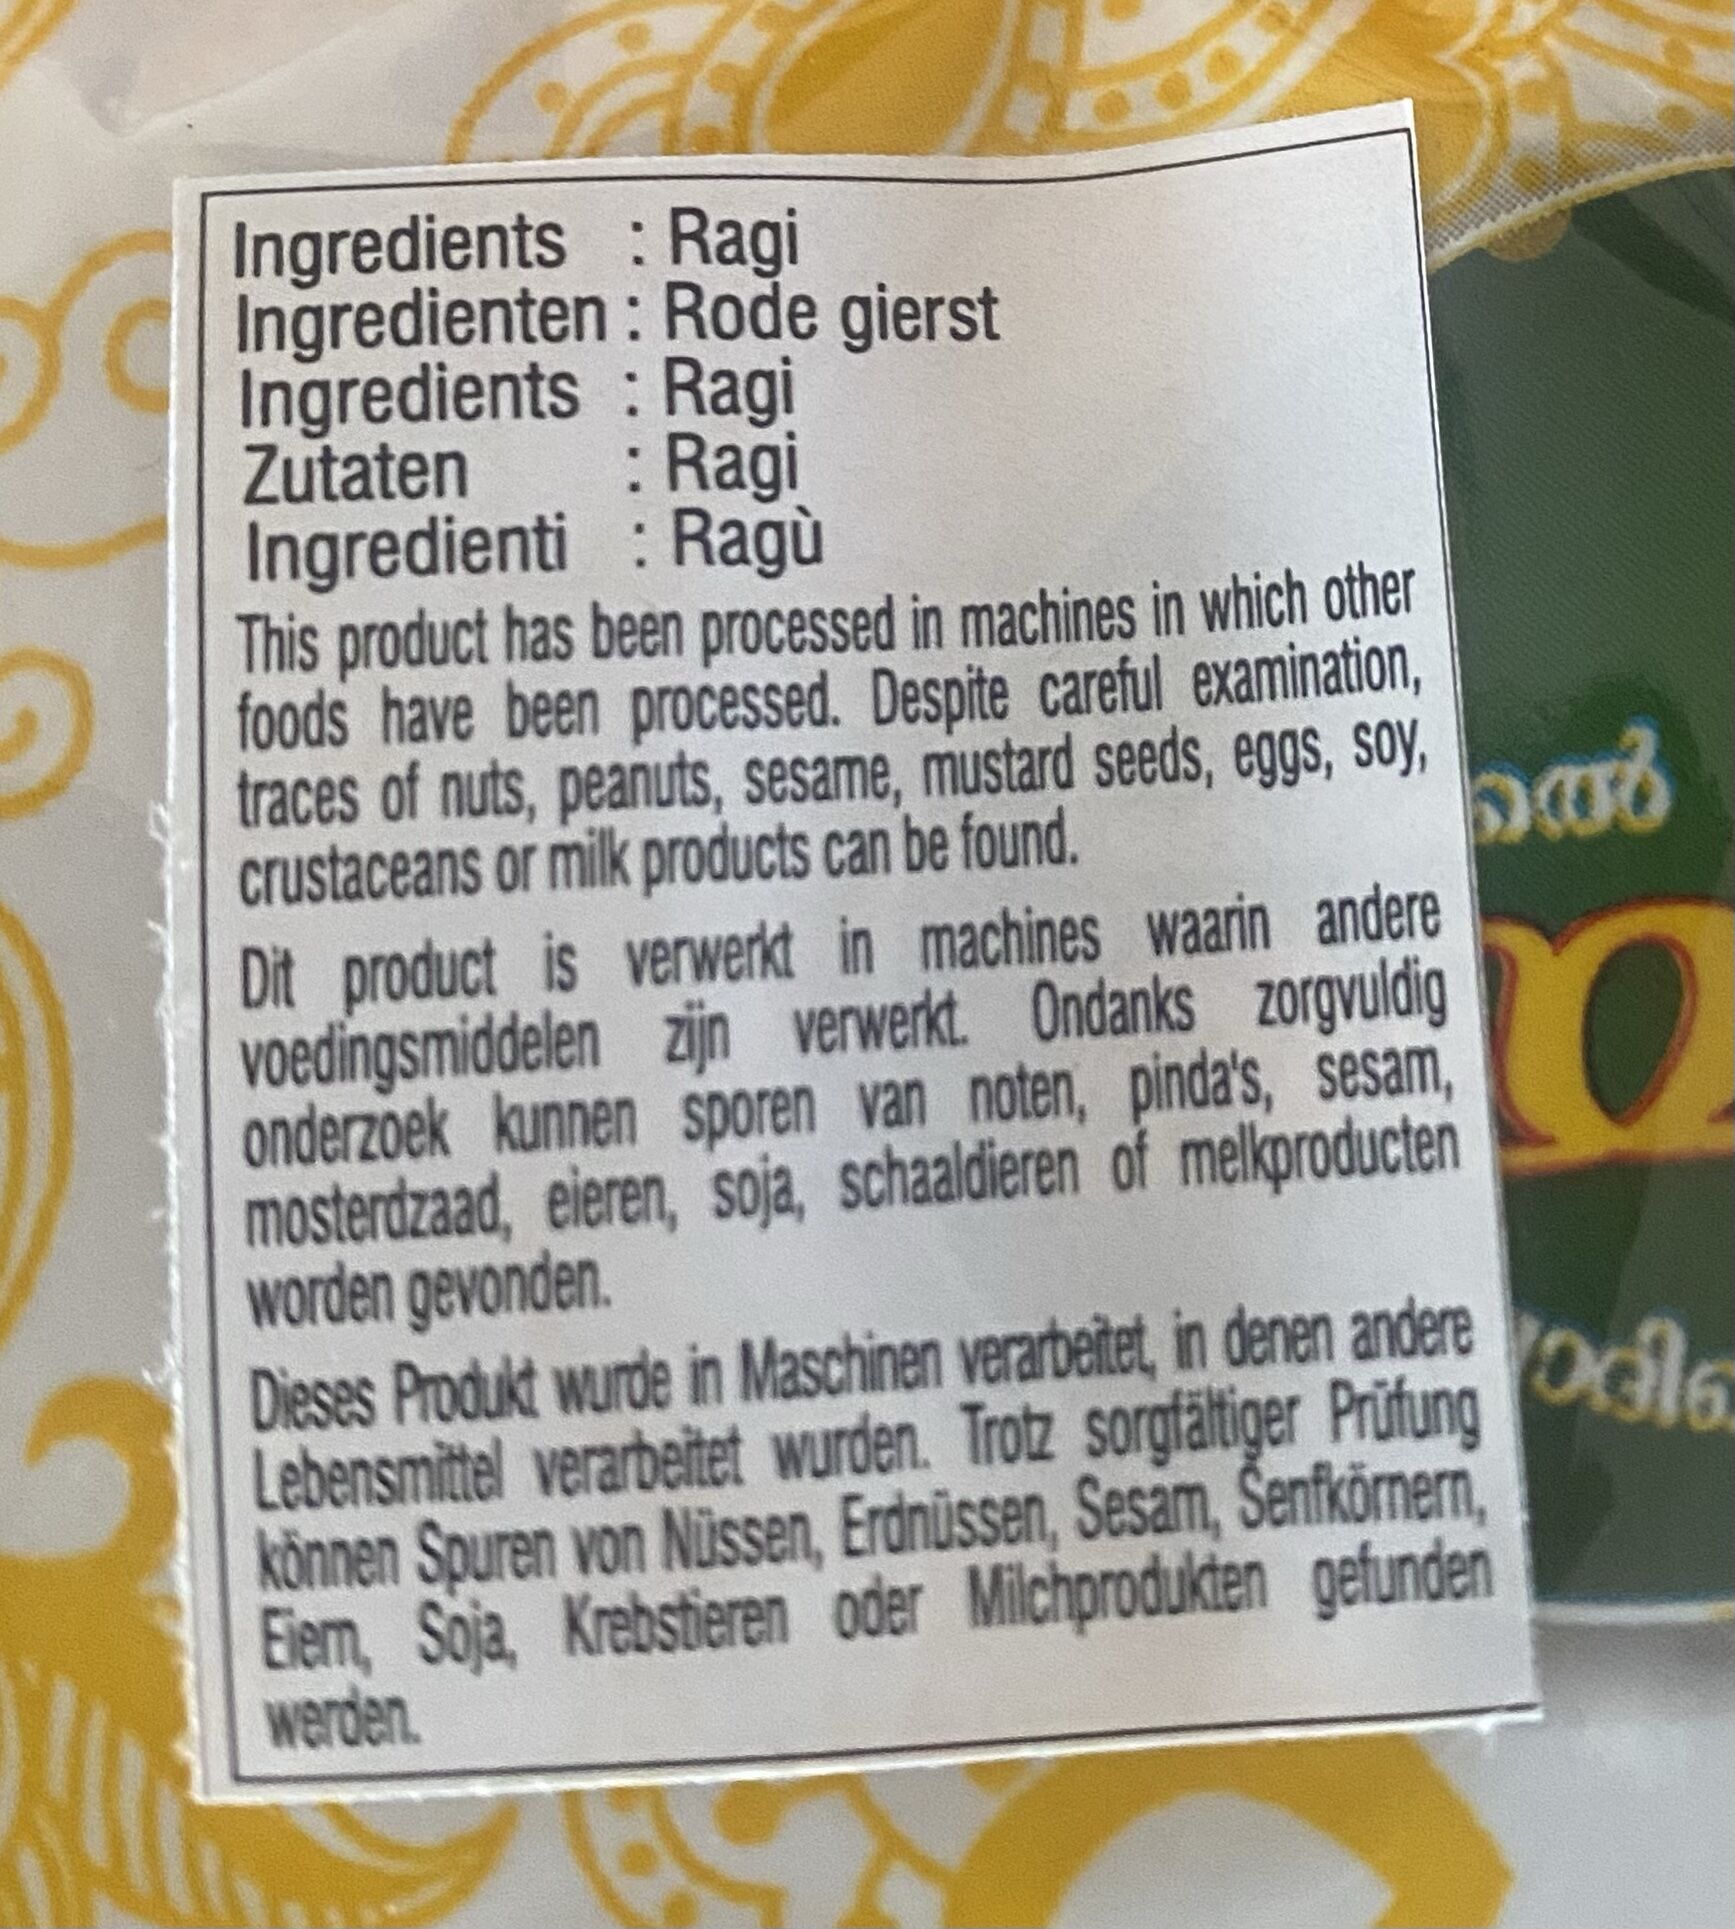 Ingredients : Ragi
Ingredienten : Rode gierst
Ingredients : Ragi
Zutaten : Ragi
Ingredienti : Ragù
This product has been processed in machines in which other
foods have been processed. Despite careful examination,
traces of nuts, peanuts, sesame, mustard seeds, eggs, soy,
crustaceans or milk products can be found.
Dit product is verwerkt in machines waarin andere
voedingsmiddelen zijn verwerkt. Ondanks zorgvuldig
onderzoek kunnen sporen van noten, pinda's, sesam,
mosterdzaad, eieren, soja, schaaldieren of melkproducten
worden gevonden.
Dieses Produkt wurde in Maschinen verarbeitet, in denen andere
Lebensmittel verarbeitet wurden. Trotz sorgfältiger Prüfung
können Spuren von Nüssen, Erdnüssen, Sesam, Senfkörnern,
Eiern, Soja, Krebstieren oder Milchprodukten gefunden
werden.